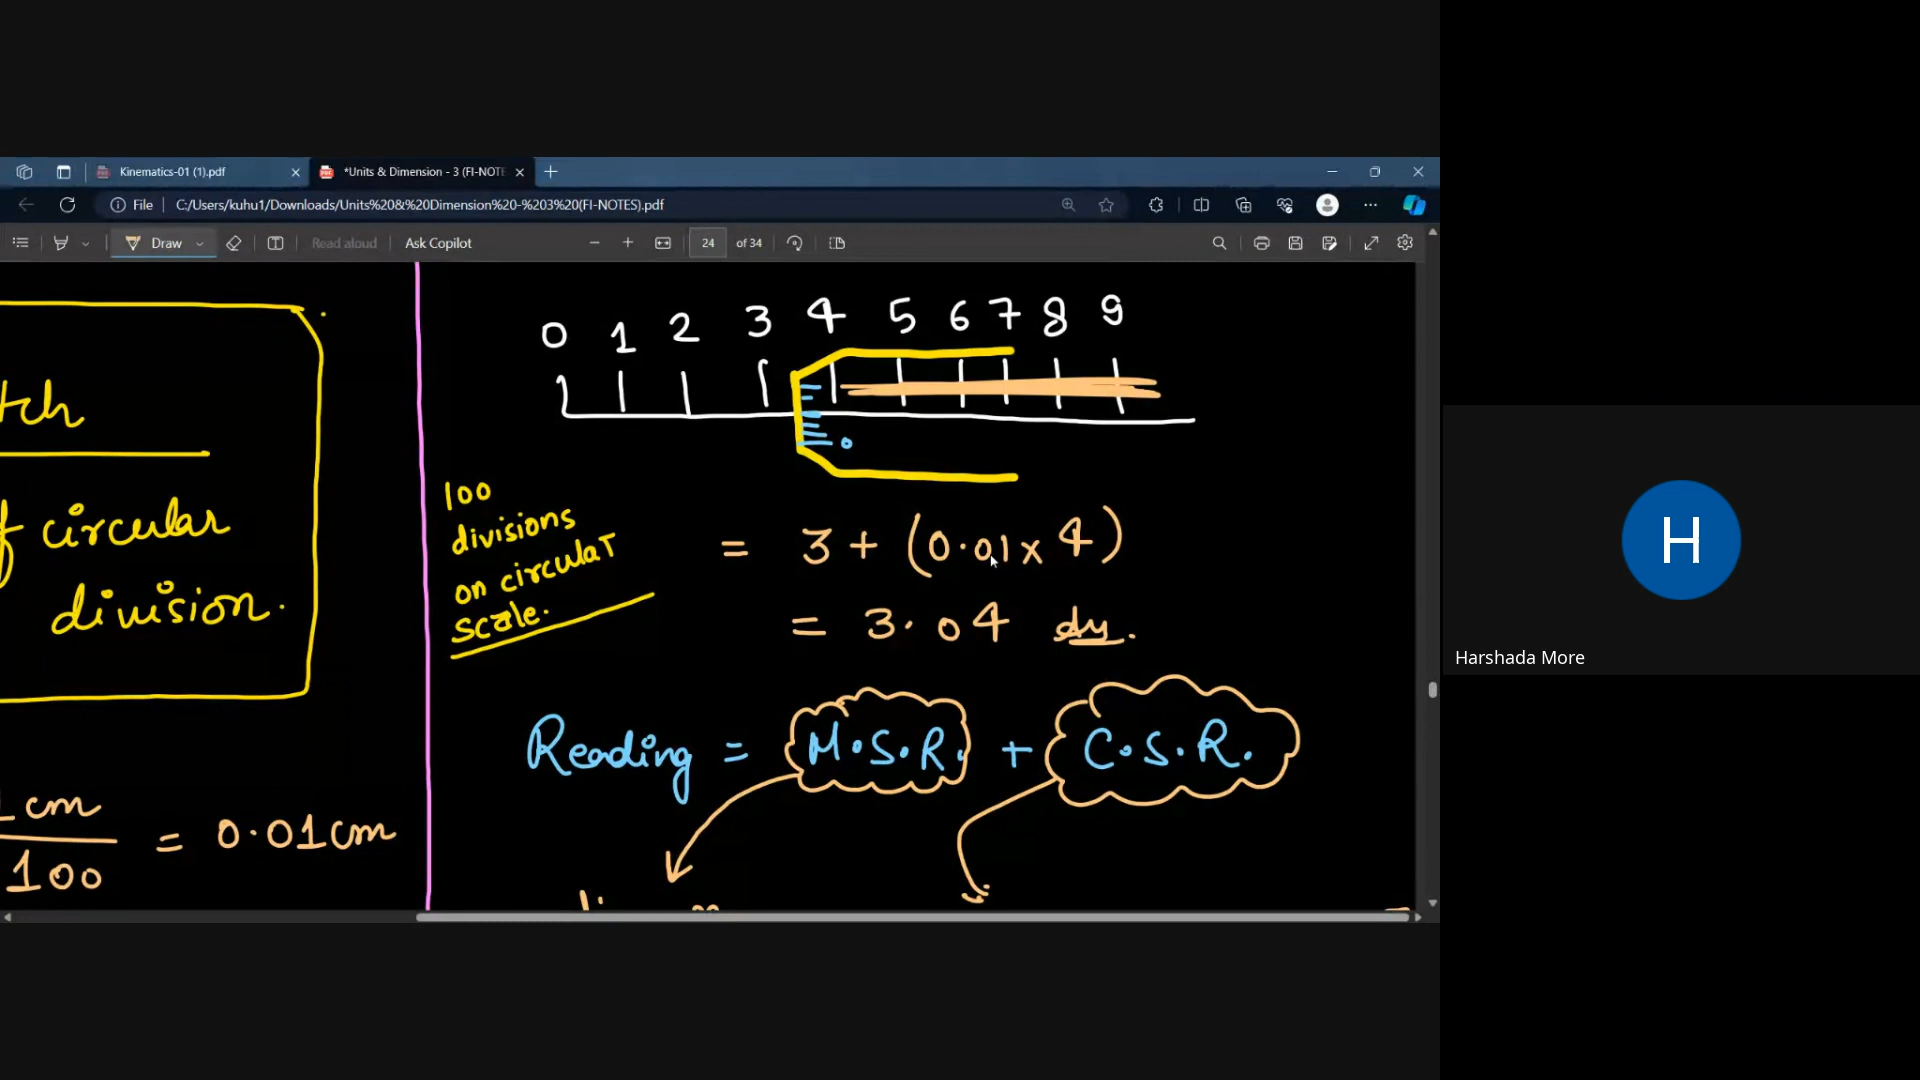 Kinematics-01 (1).pdf
*Units & Dimension - 3 (FI-NOTE
File
C:/Users/kuhu1/Downloads/Units%20&%20Dimension%20-%203%20(FI-NOTES).pdf
Draw
Read aloud
Ask Copilot
24 of 34
tch
f circular
division.
1 cm
100
= 0.01cm
0 1 2 3 4 5 6 7 8 9
0
100
divisions
on circular
scale.
= 3 + (0.01 x 4)
= 3.04
Reading = M.S.R. + C.S.R.
H
Harshada More